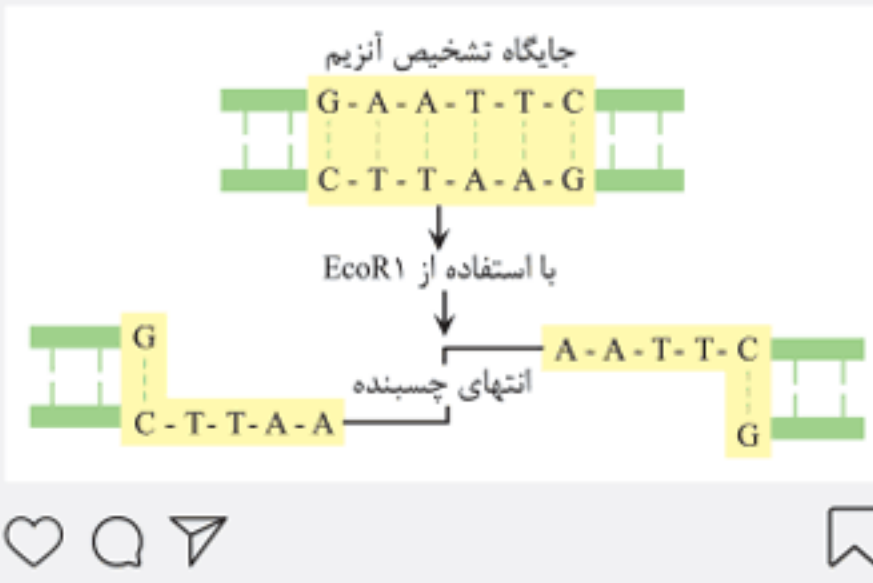 جایگاه تشخیص آنزیم
G - A - A - T - T - C
C - T - T - A - A - G
با استفاده از EcoR۱
G
A - A - T - T - C
انتهای چسبنده
C - T - T - A - A
G